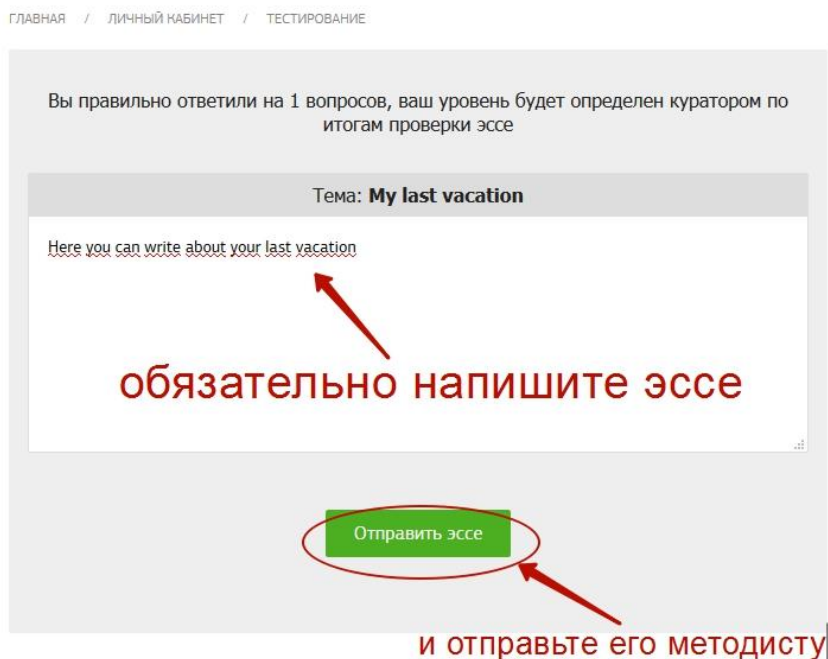 ГЛАВНАЯ / ЛИЧНЫЙ КАБИНЕТ / ТЕСТИРОВАНИЕ
Вы правильно ответили на 1 вопросов, ваш уровень будет определен куратором по
итогам проверки эссе
Тема: My last vacation
Here you can write about your last vacation
обязательно напишите эссе
Отправить эссе
и отправьте его методисту